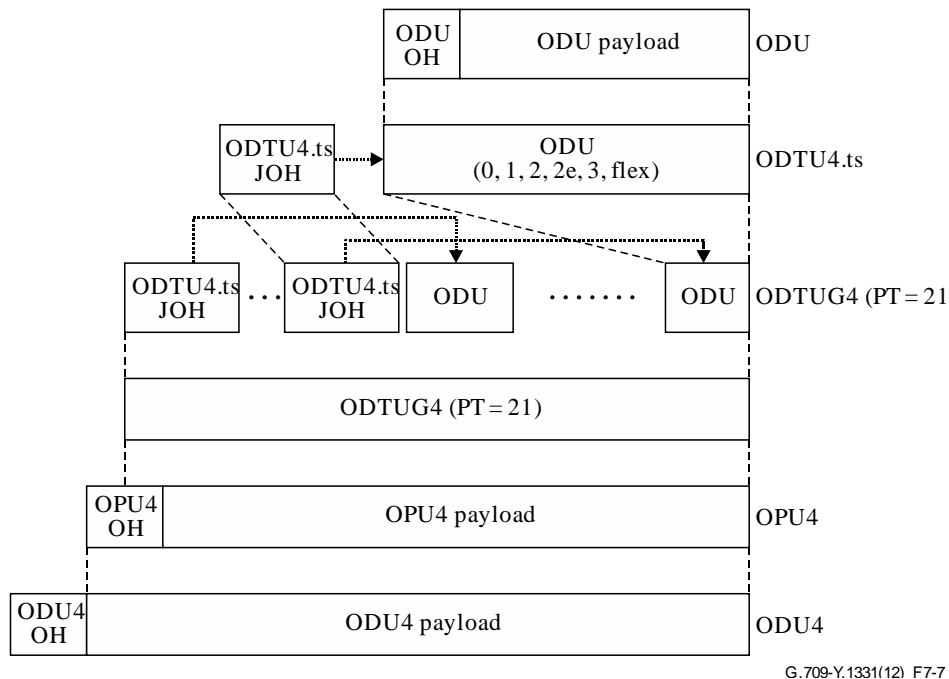 ODU OH
ODU payload
ODU
ODTU4.ts JOH
ODU
(0, 1, 2, 2e, 3, flex)
ODTU4.ts
ODTU4.ts JOH
. . .
ODTU4.ts JOH
ODU
. . . . . . .
ODU
ODTUG4 (PT = 21
ODTUG4 (PT = 21)
OPU4 OH
OPU4 payload
OPU4
ODU4 OH
ODU4 payload
ODU4
G.709-Y.1331(12)_F7-7